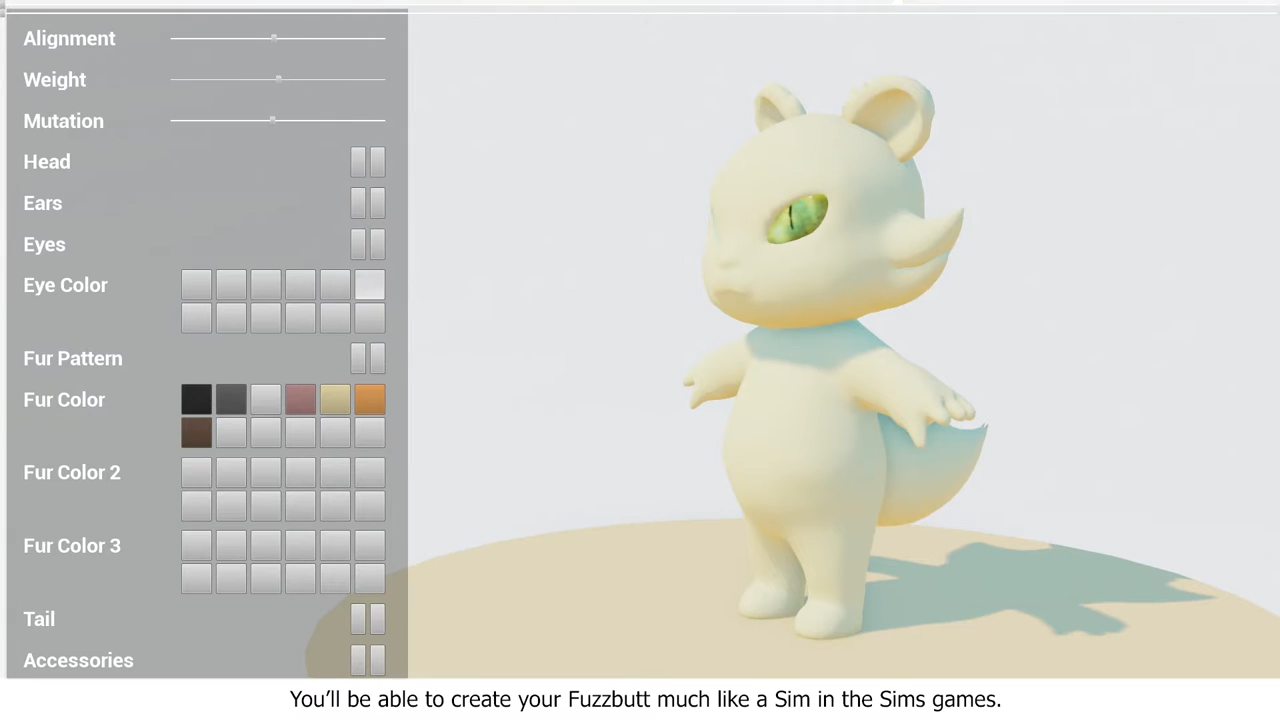 Alignment
Weight
Mutation
Head
Ears
Eyes
Eye Color
Fur Pattern
Fur Color
Fur Color 2
Fur Color 3
Tail
Accessories
You’ll be able to create your Fuzzbutt much like a Sim in the Sims games.